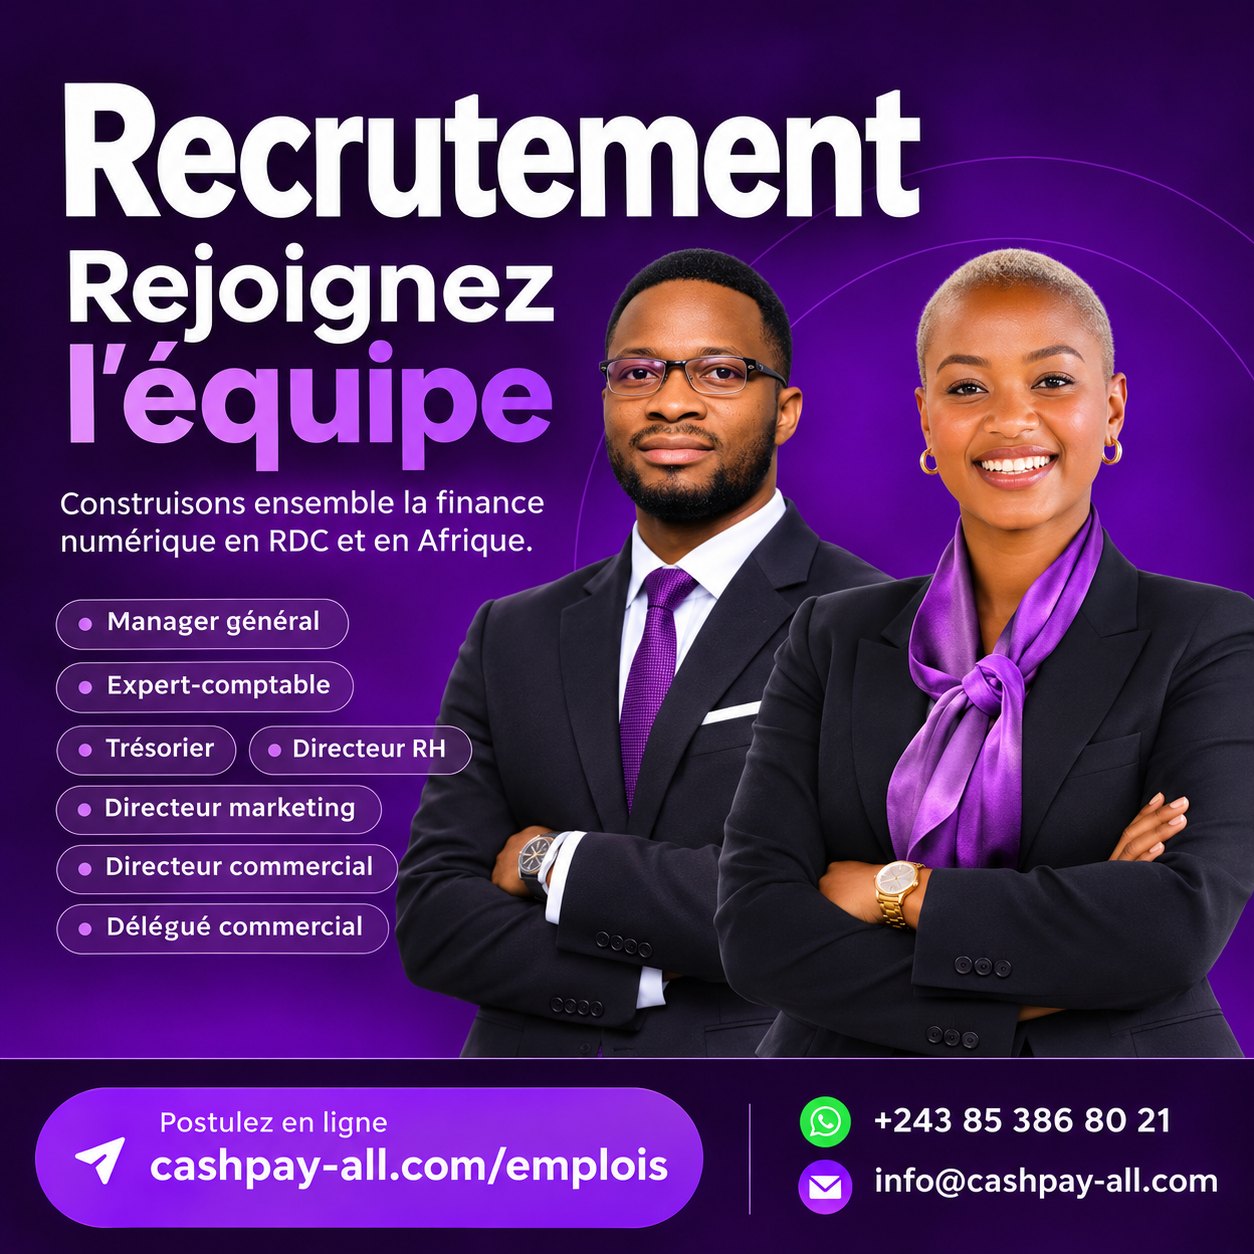 Recrutement
Rejoignez
l'équipe
Construisons ensemble la finance
numérique en RDC et en Afrique.
Manager général
Expert-comptable
Trésorier
Directeur RH
Directeur marketing
Directeur commercial
Délégué commercial
Postulez en ligne
cashpay-all.com/emplois
+243 85 386 80 21
info@cashpay-all.com